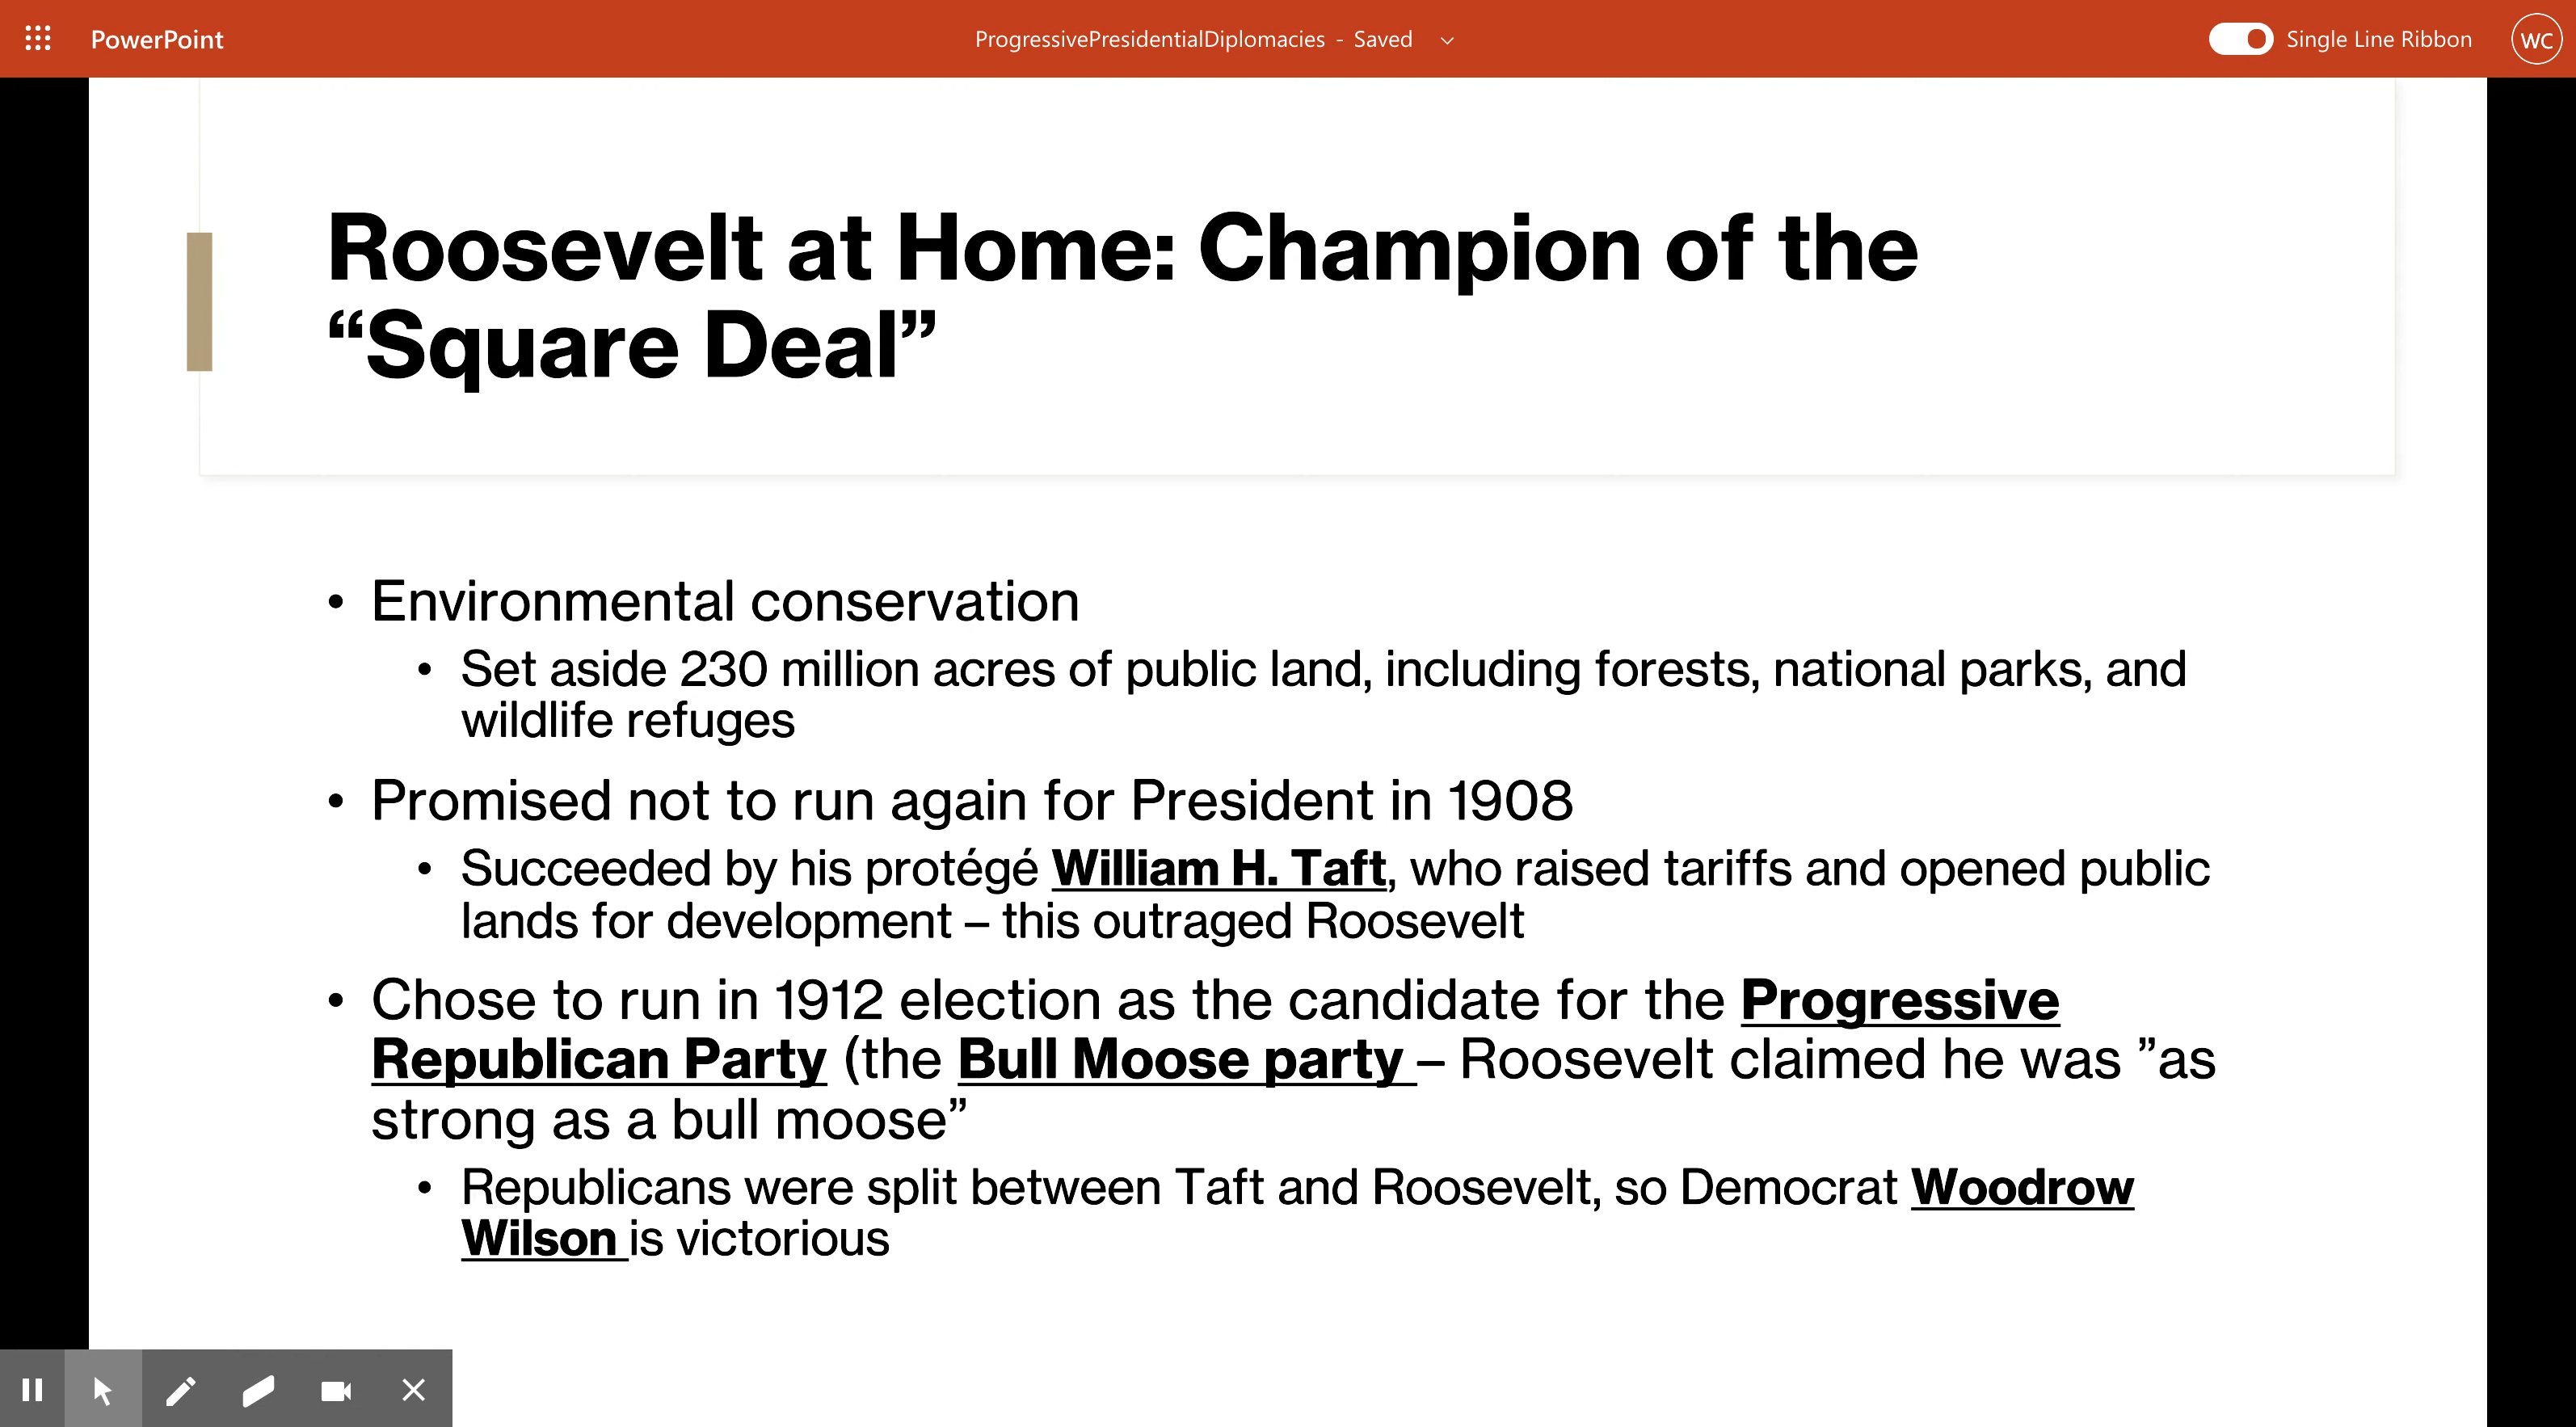 PowerPoint
ProgressivePresidentialDiplomacies - Saved
Single Line Ribbon
WC
Roosevelt at Home: Champion of the
“Square Deal”
• Environmental conservation
• Set aside 230 million acres of public land, including forests, national parks, and
wildlife refuges
• Promised not to run again for President in 1908
• Succeeded by his protégé William H. Taft, who raised tariffs and opened public
lands for development – this outraged Roosevelt
• Chose to run in 1912 election as the candidate for the Progressive
Republican Party (the Bull Moose party – Roosevelt claimed he was ”as
strong as a bull moose”
• Republicans were split between Taft and Roosevelt, so Democrat Woodrow
Wilson is victorious